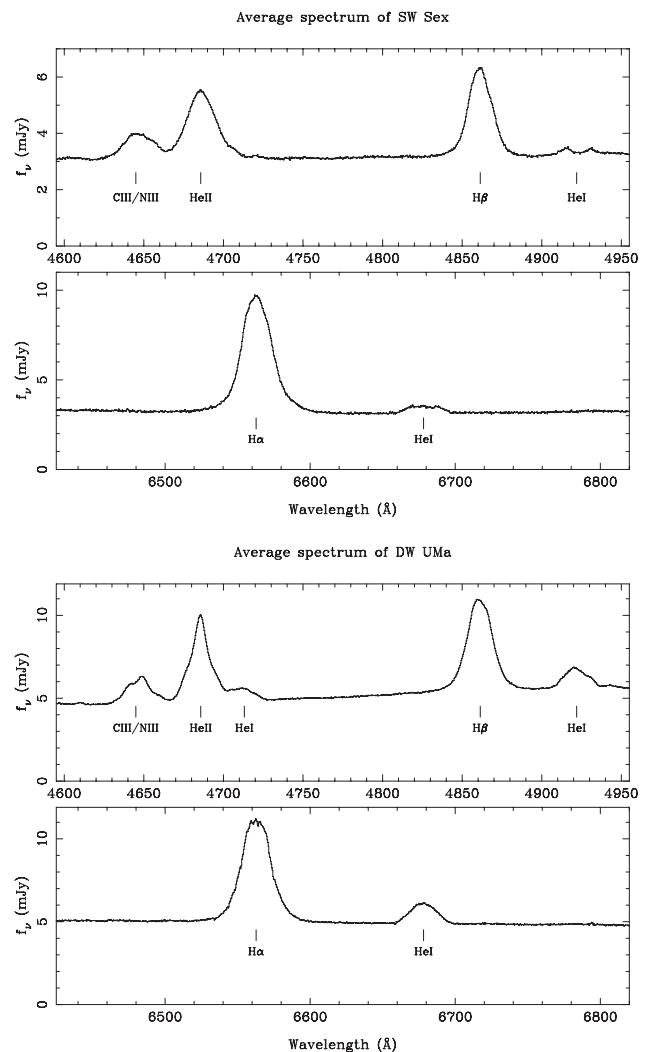 Average spectrum of SW Sex
6
4
2
0
f_ν (mJy)
CIII/NIII HeII Hβ HeI
4600 4650 4700 4750 4800 4850 4900 4950
10
5
0
f_ν (mJy)
Hα HeI
6500 6600 6700 6800
Wavelength (Å)
Average spectrum of DW UMa
10
5
0
f_ν (mJy)
CIII/NIII HeII HeI Hβ HeI
4600 4650 4700 4750 4800 4850 4900 4950
10
5
0
f_ν (mJy)
Hα HeI
6500 6600 6700 6800
Wavelength (Å)